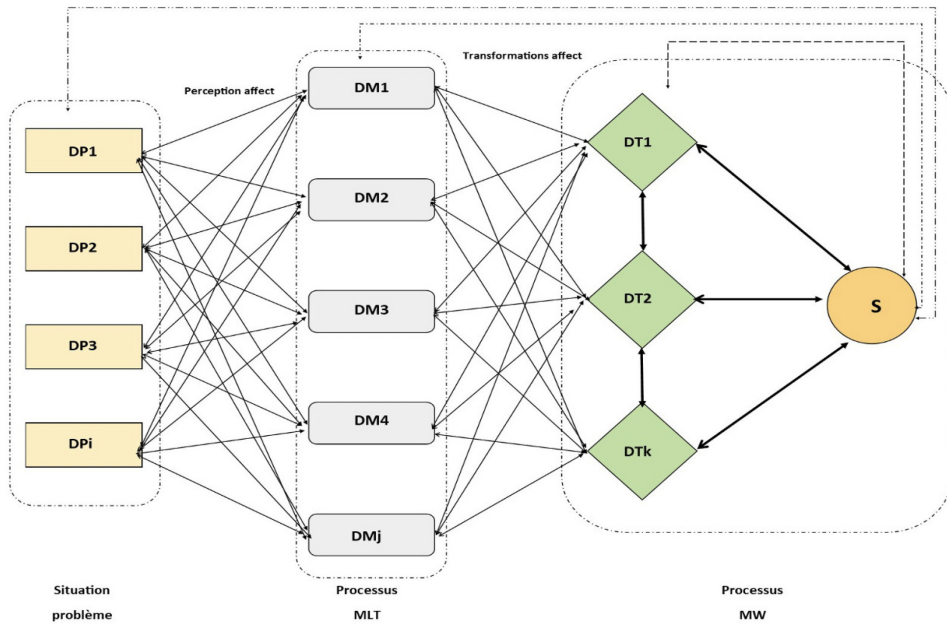 Perception affect
Transformations affect
DP1
DP2
DP3
DPi
DM1
DM2
DM3
DM4
DMj
DT1
DT2
DTk
S
Situation
problème
Processus
MLT
Processus
MW